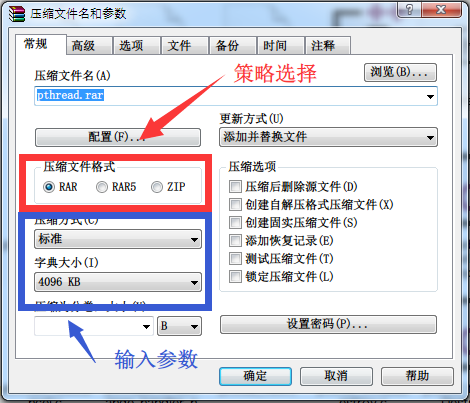 压缩文件名和参数
常规 高级 选项 文件 备份 时间 注释
压缩文件名(A)
浏览(B)...
策略选择
pthread.rar
更新方式(U)
配置(F)...
添加并替换文件
压缩文件格式
RAR RAR5 ZIP
压缩选项
压缩后删除源文件(D)
创建自解压格式压缩文件(X)
创建固实压缩文件(S)
添加恢复记录(E)
测试压缩文件(T)
锁定压缩文件(L)
压缩方式(C)
标准
字典大小(I)
4096 KB
压缩为分卷
B
设置密码(P)...
输入参数
确定 取消 帮助